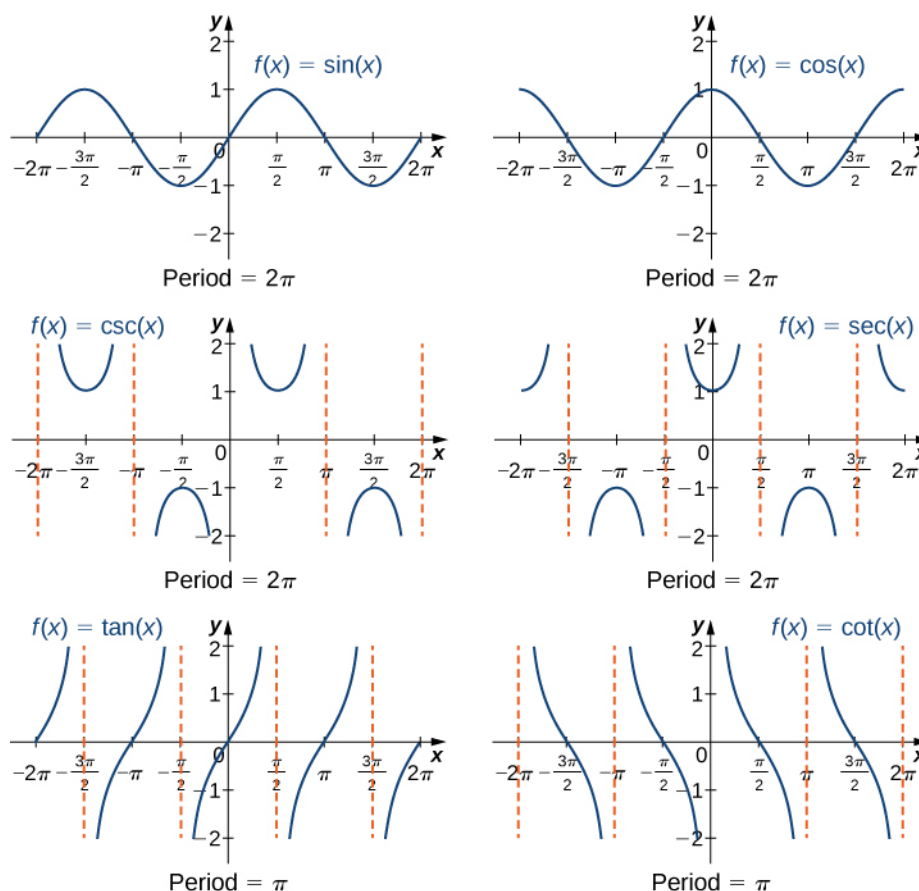 y
2
f(x) = sin(x)
1
0
x
−2π −3π/2 −π −π/2 π/2 π 3π/2 2π
−1
−2
Period = 2π
y
2
f(x) = cos(x)
1
0
x
−2π −3π/2 −π −π/2 π/2 π 3π/2 2π
−1
−2
Period = 2π
f(x) = csc(x)
y
2
1
0
x
−2π −3π/2 −π −π/2 π/2 π 3π/2 2π
−1
−2
Period = 2π
y
f(x) = sec(x)
2
1
0
x
−2π −3π/2 −π −π/2 π/2 π 3π/2 2π
−1
−2
Period = 2π
f(x) = tan(x)
y
2
1
0
x
−2π −3π/2 −π −π/2 π/2 π 3π/2 2π
−1
−2
Period = π
y
f(x) = cot(x)
2
1
0
x
−2π −3π/2 −π −π/2 π/2 π 3π/2 2π
−1
−2
Period = π